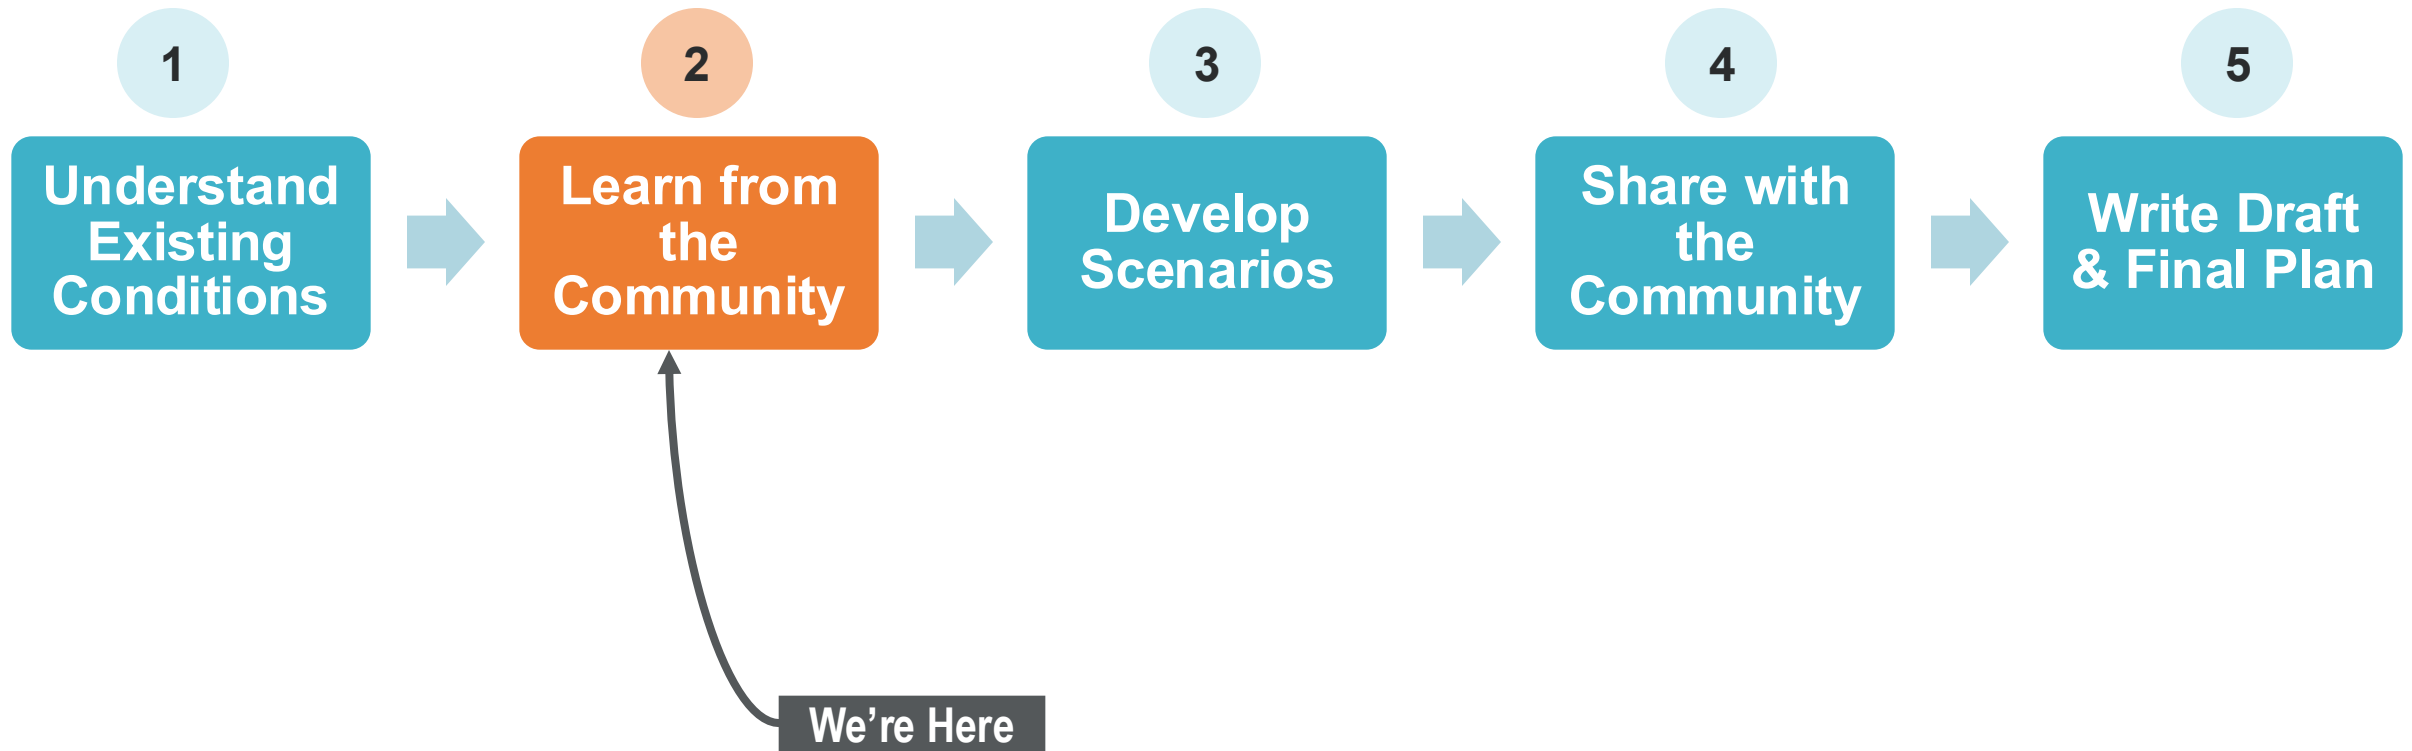 1
Understand
Existing
Conditions
2
Learn from
the
Community
3
Develop
Scenarios
4
Share with
the
Community
5
Write Draft
& Final Plan
We’re Here